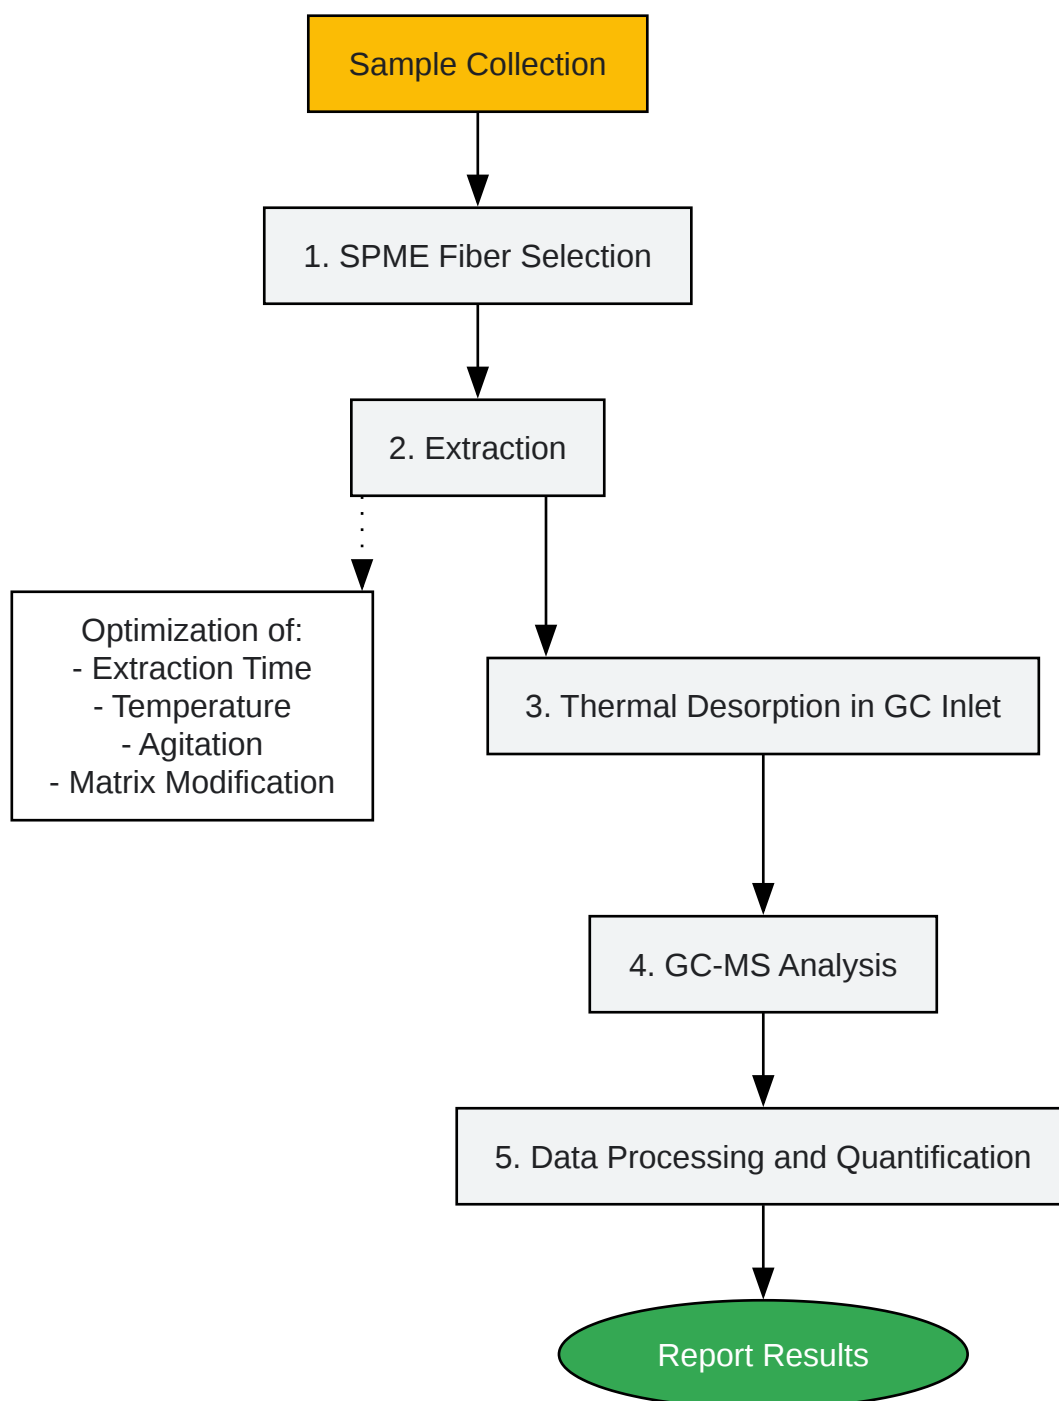 Sample Collection
1. SPME Fiber Selection
2. Extraction
Optimization of:
- Extraction Time
- Temperature
- Agitation
- Matrix Modification
3. Thermal Desorption in GC Inlet
4. GC-MS Analysis
5. Data Processing and Quantification
Report Results